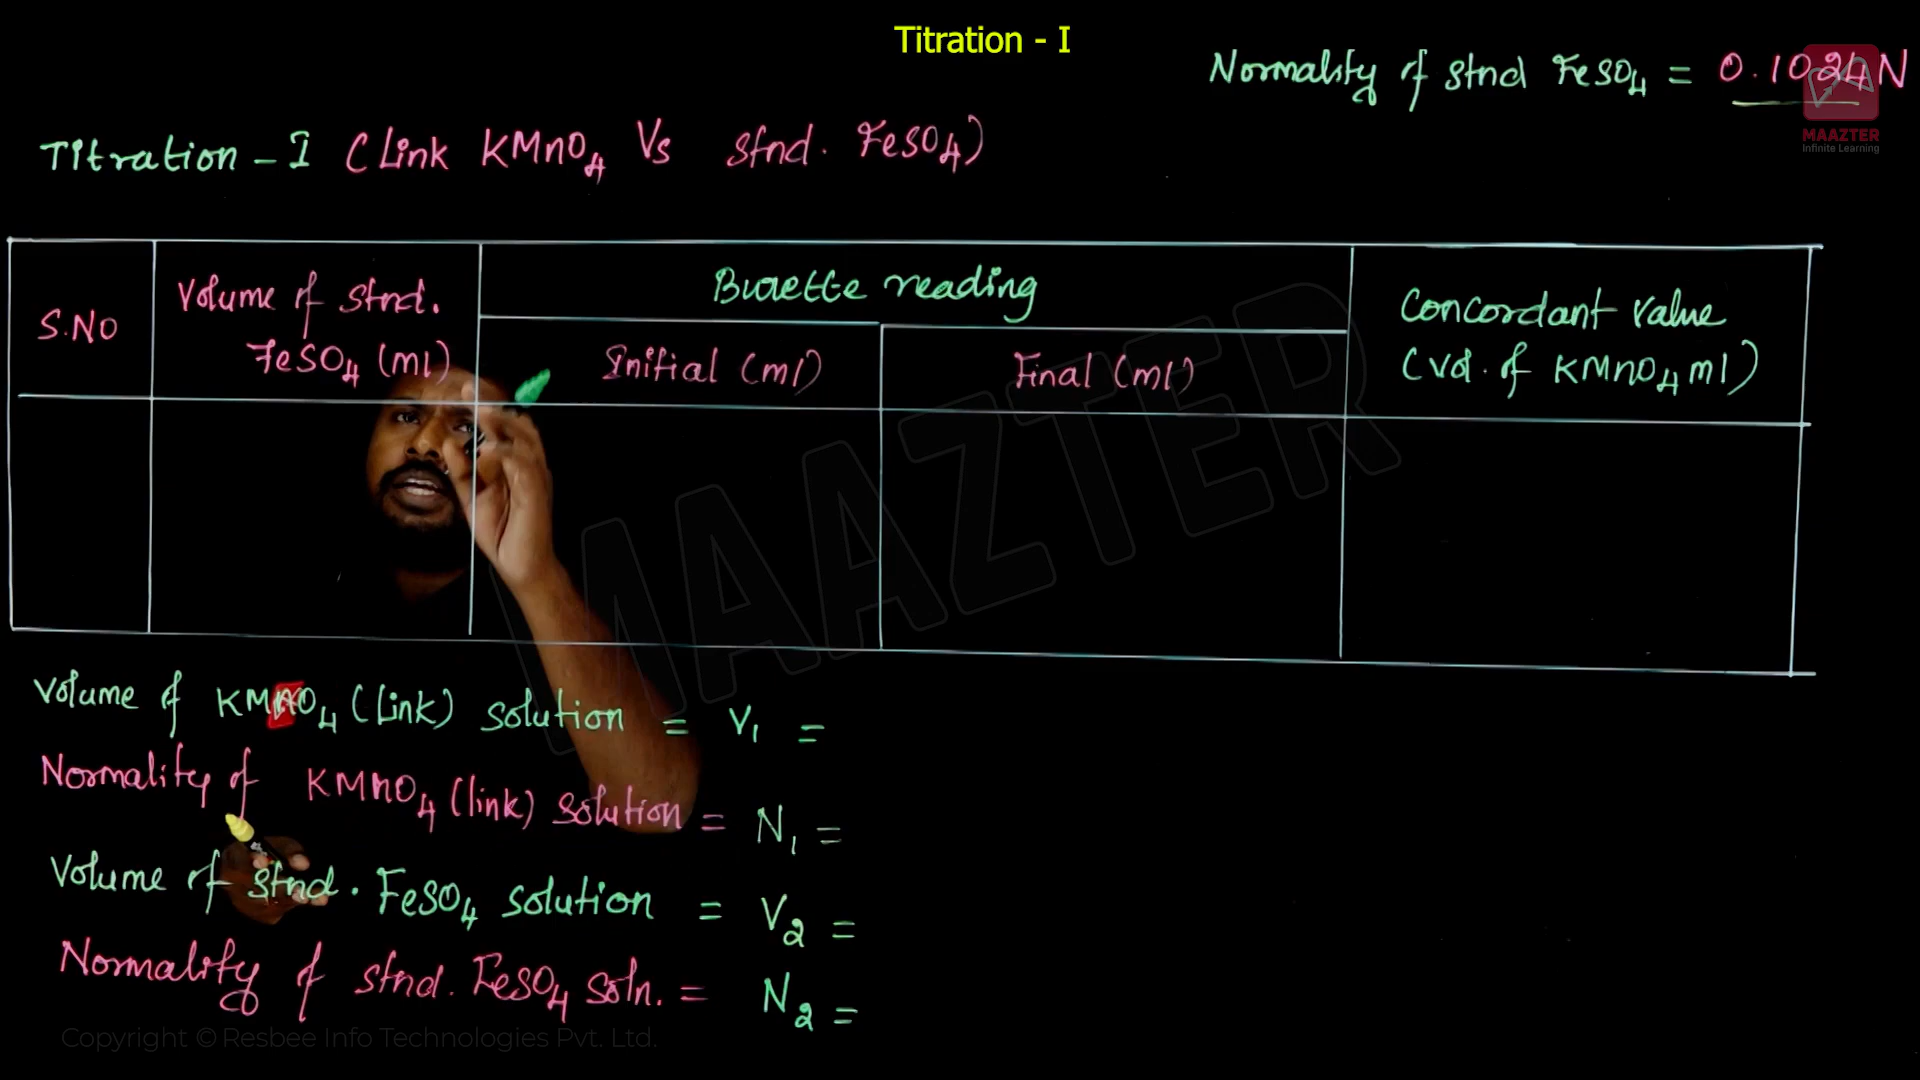 Titration - I
Normality of stnd FeSO4 = 0.1024 N
MAAZTER
Infinite Learning
Titration - I (Link KMnO4 Vs stnd. FeSO4)
S.NO
Volume of stnd. FeSO4 (ml)
Burette reading
Initial (ml)
Final (ml)
Concordant value
(Vol. of KMnO4 ml)
MAAZTER
Volume of KMnO4 (Link) solution = V1 =
Normality of KMnO4 (link) solution = N1 =
Volume of stnd. FeSO4 solution = V2 =
Normality of stnd. FeSO4 soln. = N2 =
Copyright © Resbee Info Technologies Pvt. Ltd.